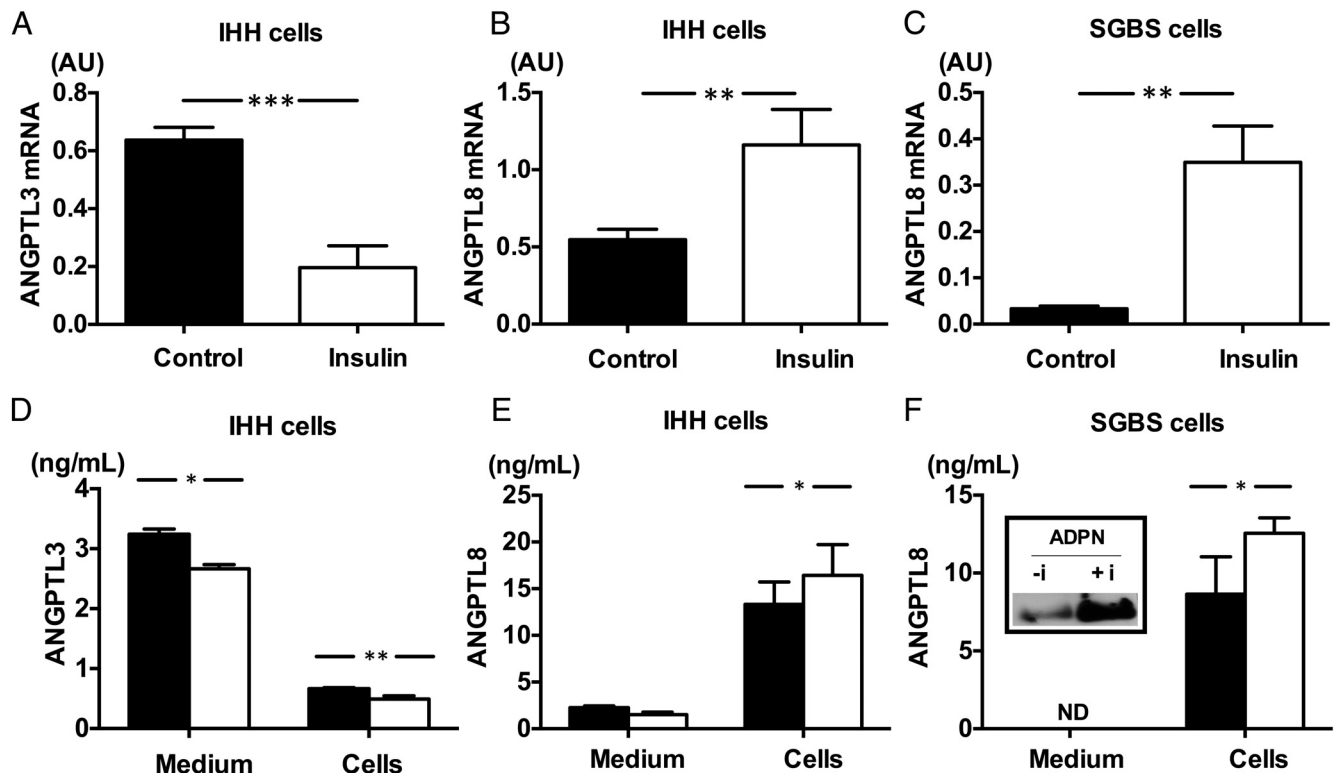 A
IHH cells
(AU)
ANGPTL3 mRNA
0.8
0.6
0.4
0.2
0.0
***
Control
Insulin
B
IHH cells
(AU)
ANGPTL8 mRNA
1.5
1.0
0.5
0.0
**
Control
Insulin
C
SGBS cells
(AU)
ANGPTL8 mRNA
0.5
0.4
0.3
0.2
0.1
0.0
**
Control
Insulin
D
IHH cells
(ng/mL)
ANGPTL3
4
3
2
1
0
*
**
Medium
Cells
E
IHH cells
(ng/mL)
ANGPTL8
25
20
15
10
5
0
*
Medium
Cells
F
SGBS cells
(ng/mL)
ANGPTL8
15
10
5
0
ADPN
-i +i
*
ND
Medium
Cells